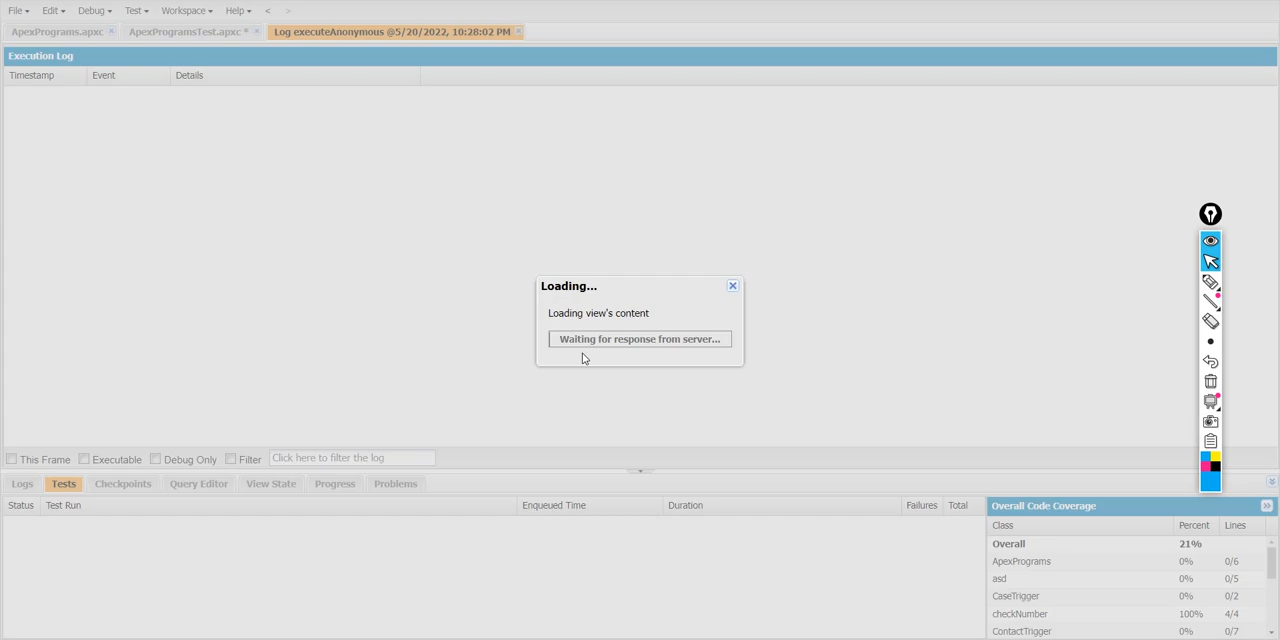 File Edit Debug Test Workspace Help < >
ApexPrograms.apxc ApexProgramsTest.apxc * Log executeAnonymous @5/20/2022, 10:28:02 PM
Execution Log
Timestamp Event Details
Loading...
Loading view's content
Waiting for response from server...
This Frame Executable Debug Only Filter Click here to filter the log
Logs Tests Checkpoints Query Editor View State Progress Problems
Status Test Run Enqueued Time Duration Failures Total
Overall Code Coverage
Class Percent Lines
Overall 21%
ApexPrograms 0% 0/6
asd 0% 0/5
CaseTrigger 0% 0/2
checkNumber 100% 4/4
ContactTrigger 0% 0/7